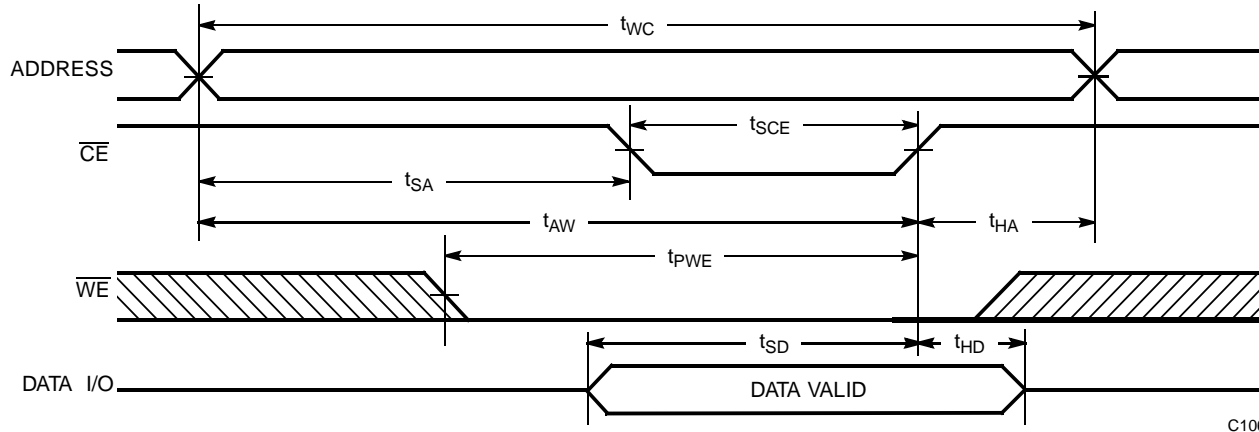 tWC
ADDRESS
tSCE
CE
tSA
tAW
tHA
tPWE
WE
tSD
tHD
DATA I/O
DATA VALID